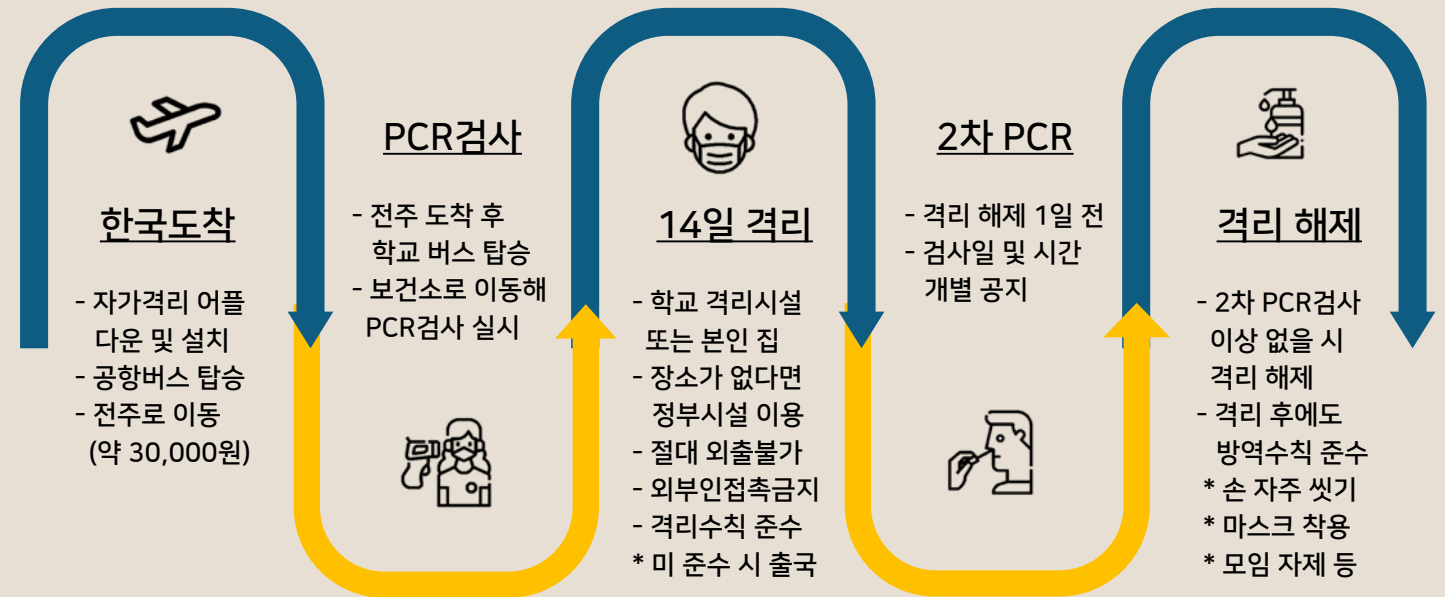 한국도착
- 자가격리 어플
다운 및 설치
- 공항버스 탑승
- 전주로 이동
(약 30,000원)
PCR검사
- 전주 도착 후
학교 버스 탑승
- 보건소로 이동해
PCR검사 실시
14일 격리
- 학교 격리시설
또는 본인 집
- 장소가 없다면
정부시설 이용
- 절대 외출불가
- 외부인접촉금지
- 격리수칙 준수
* 미 준수 시 출국
2차 PCR
- 격리 해제 1일 전
- 검사일 및 시간
개별 공지
격리 해제
- 2차 PCR검사
이상 없을 시
격리 해제
- 격리 후에도
방역수칙 준수
* 손 자주 씻기
* 마스크 착용
* 모임 자제 등